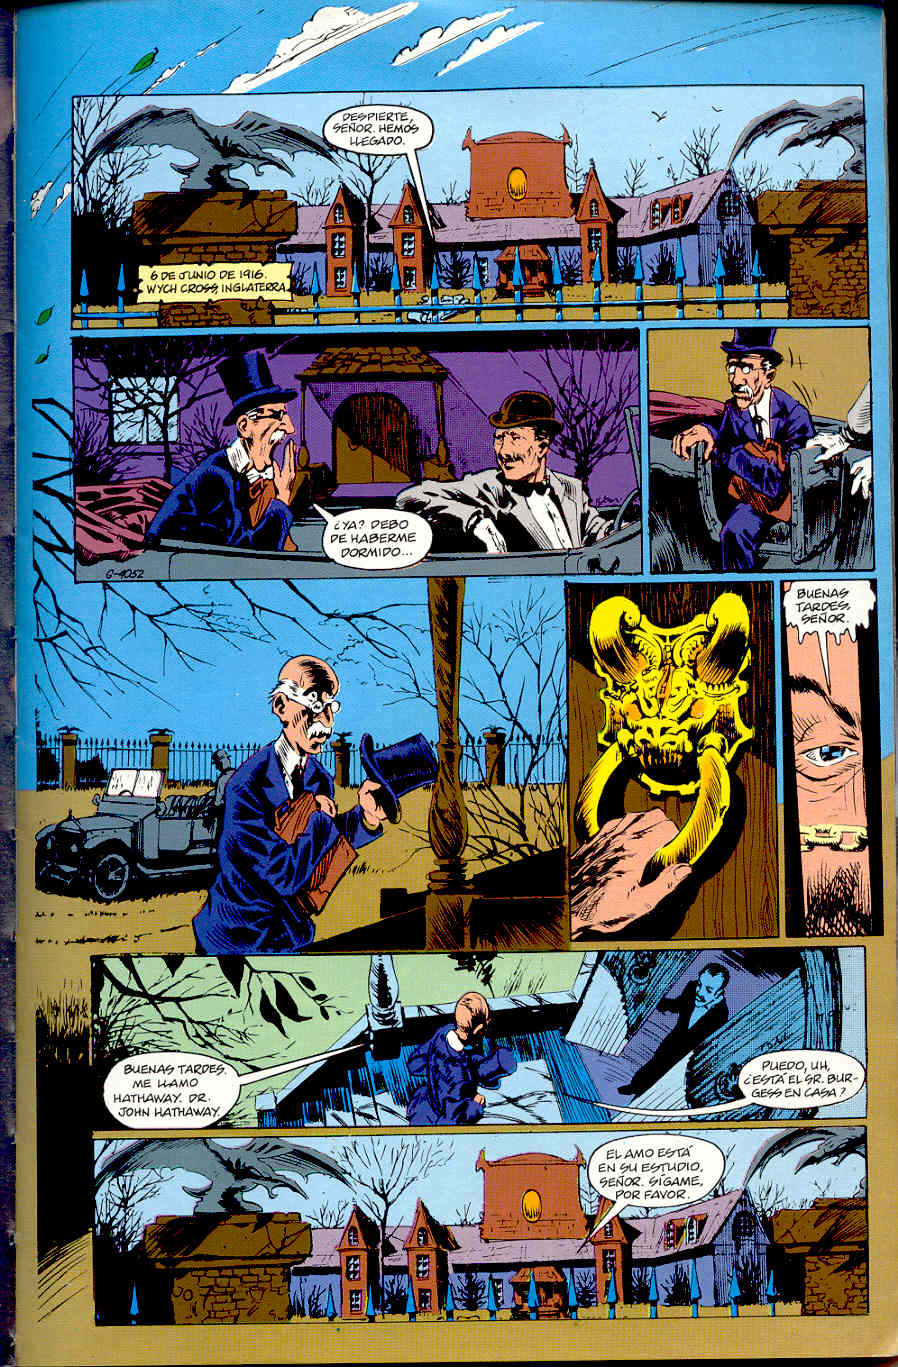 DESPIERTE,
SEÑOR. HEMOS
LLEGADO.
6 DE JUNIO DE 1916.
WYCH CROSS, INGLATERRA
¿YA? DEBO
DE HABERME
DORMIDO...
G-4052
BUENAS
TARDES,
SEÑOR.
BUENAS TARDES.
ME LLAMO
HATHAWAY. DR.
JOHN HATHAWAY.
PUEDO, UH,
¿ESTÁ EL SR. BUR-
GESS EN CASA?
EL AMO ESTÁ
EN SU ESTUDIO,
SEÑOR. SÍGAME,
POR FAVOR.